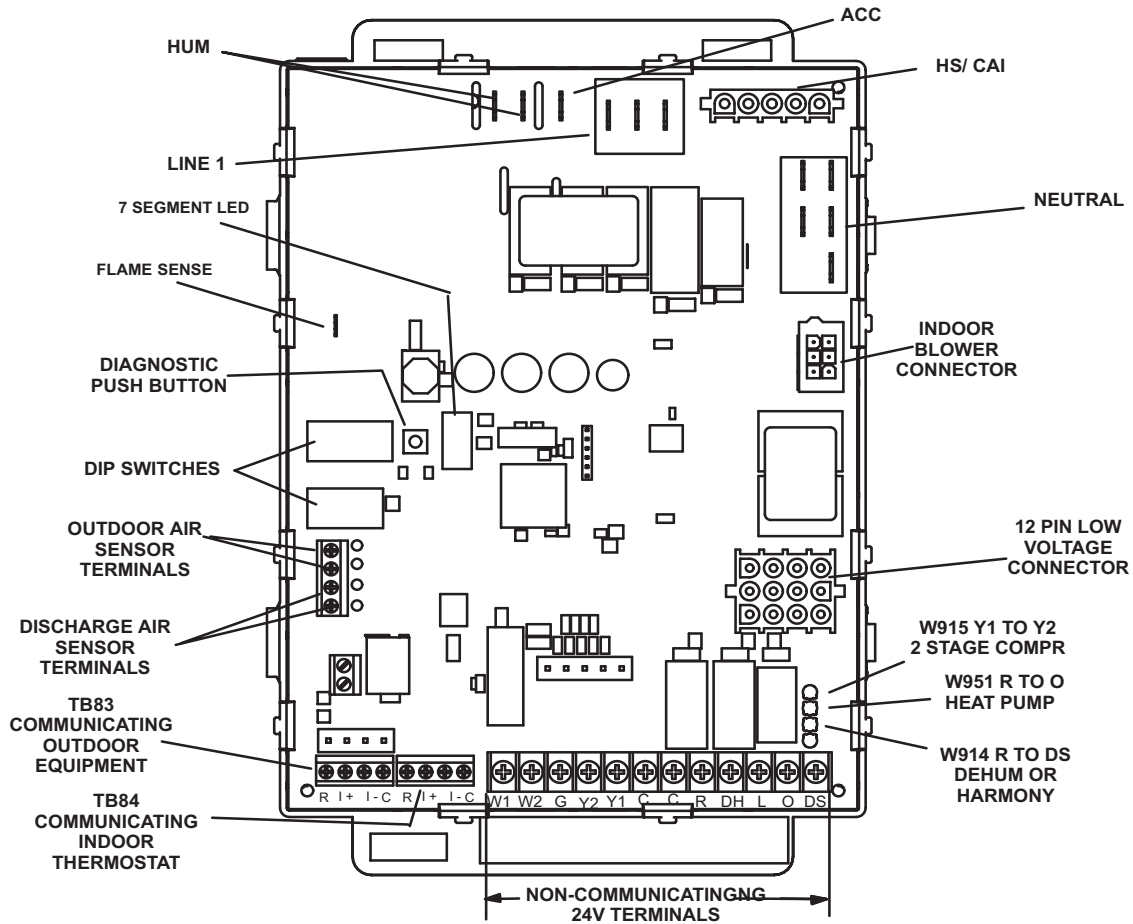 ACC
HUM
HS/ CAI
LINE 1
7 SEGMENT LED
NEUTRAL
FLAME SENSE
INDOOR
BLOWER
CONNECTOR
DIAGNOSTIC
PUSH BUTTON
DIP SWITCHES
OUTDOOR AIR
SENSOR
TERMINALS
12 PIN LOW
VOLTAGE
CONNECTOR
DISCHARGE AIR
SENSOR
TERMINALS
W915 Y1 TO Y2
2 STAGE COMPR
W951 R TO O
HEAT PUMP
W914 R TO DS
DEHUM OR
HARMONY
TB83
COMMUNICATING
OUTDOOR
EQUIPMENT
TB84
COMMUNICATING
INDOOR
THERMOSTAT
R I+ I- C R I+ I- C
W1 W2 G Y2 Y1 C C R DH L O DS
NON-COMMUNICATINGNG
24V TERMINALS